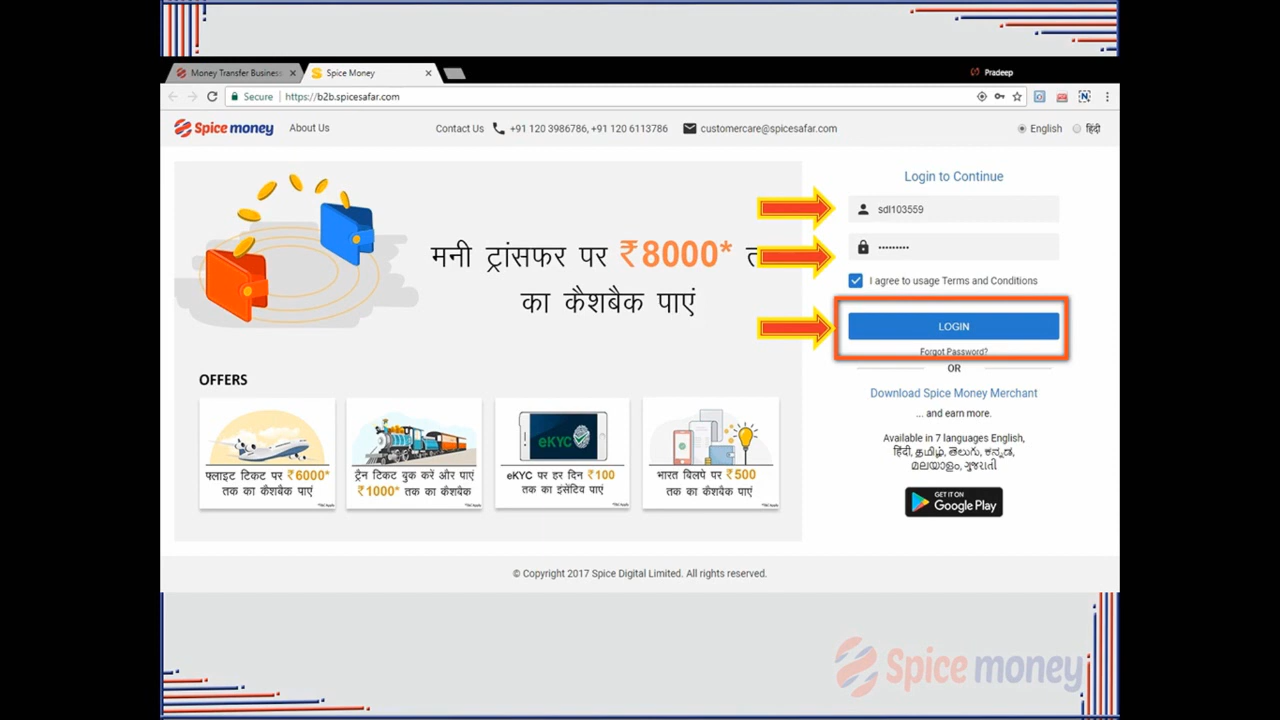 Money Transfer Business
Spice Money
Pradeep
Secure
https://b2b.spicesafar.com
Spice money
About Us
Contact Us
+91 120 3986786, +91 120 6113786
customercare@spicesafar.com
English
हिंदी
मनी ट्रांसफर पर ₹8000*
का कैशबैक पाएं
Login to Continue
sdl103559
•••••••••
I agree to usage Terms and Conditions
LOGIN
Forgot Password?
OR
Download Spice Money Merchant
... and earn more.
Available in 7 languages English,
हिंदी, தமிழ், తెలుగు, ಕನ್ನಡ,
മലയാളം, ગુજરાતી
GET IT ON
Google Play
OFFERS
फ्लाइट टिकट पर ₹6000*
तक का कैशबैक पाएं
*T&C Apply
ट्रैन टिकट बुक करें और पाएं
₹1000* तक का कैशबैक
*T&C Apply
eKYC
eKYC पर हर दिन ₹100
तक का इंसेंटिव पाएं
*T&C Apply
भारत बिलपे पर ₹500
तक का कैशबैक पाएं
*T&C Apply
© Copyright 2017 Spice Digital Limited. All rights reserved.
Spice money